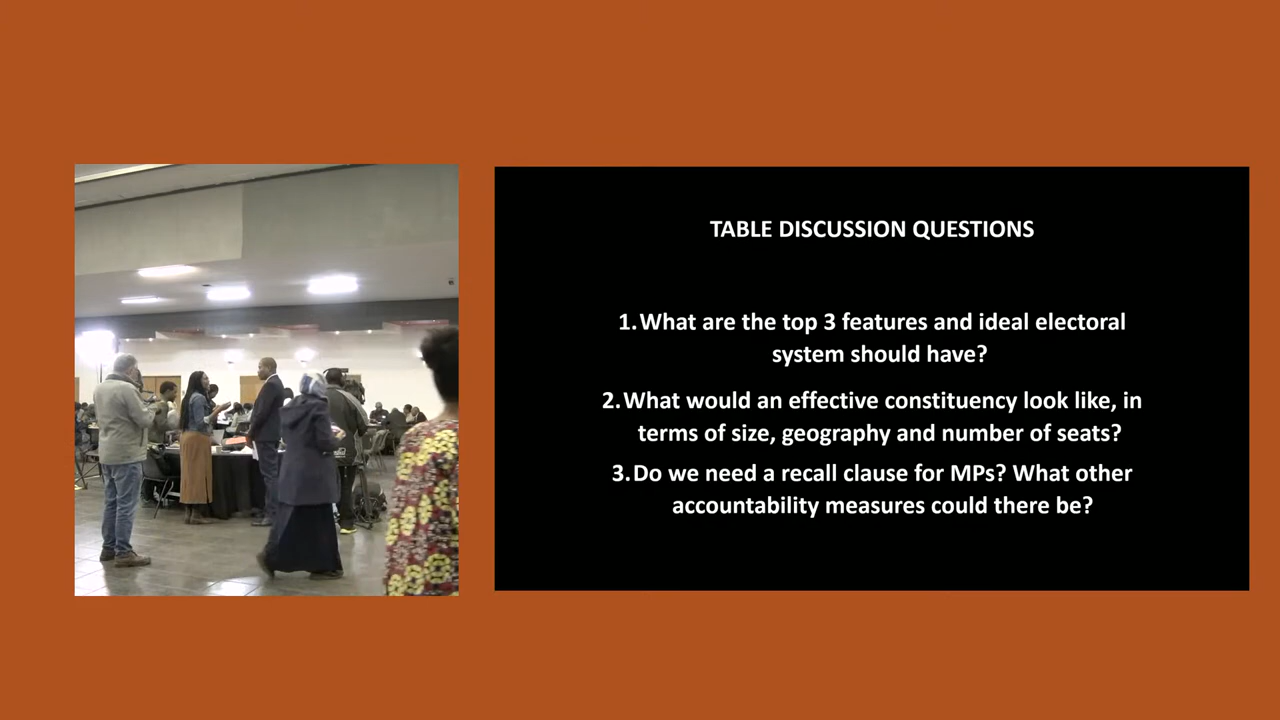 TABLE DISCUSSION QUESTIONS
1.What are the top 3 features and ideal electoral
system should have?
2.What would an effective constituency look like, in
terms of size, geography and number of seats?
3.Do we need a recall clause for MPs? What other
accountability measures could there be?